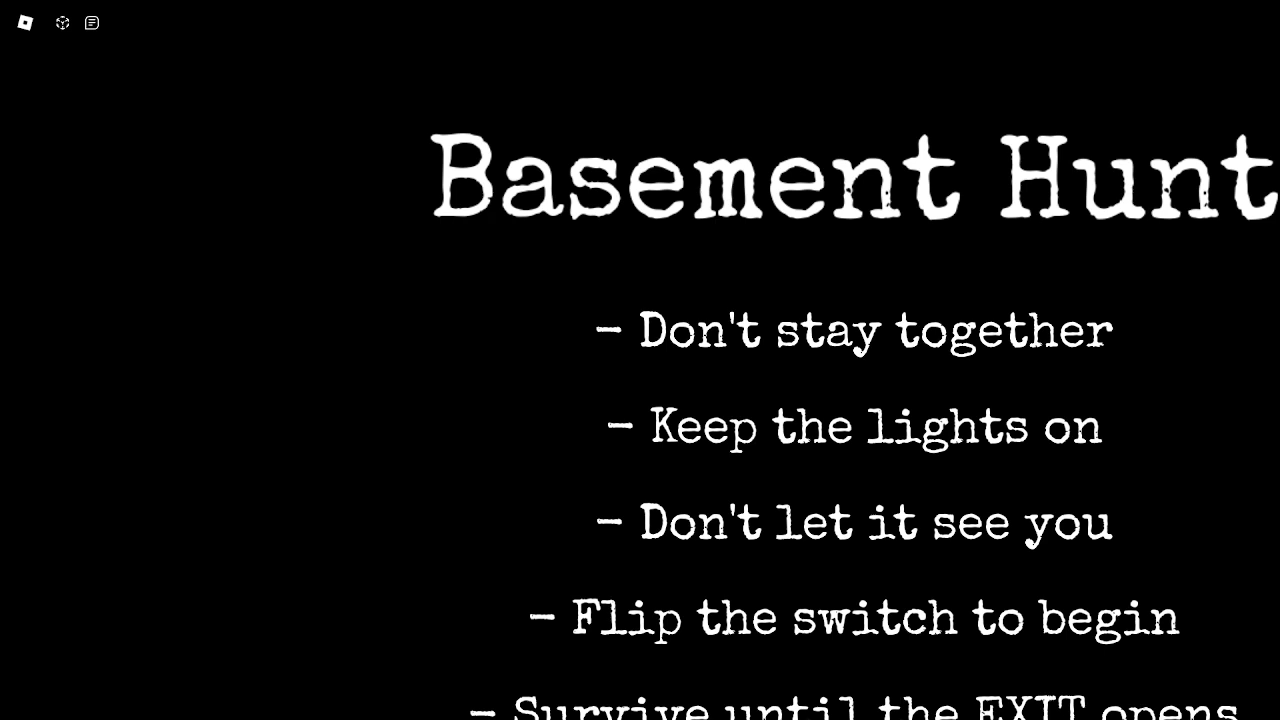 Basement Hunt
- Don't stay together
- Keep the lights on
- Don't let it see you
- Flip the switch to begin
- Survive until the EXIT opens